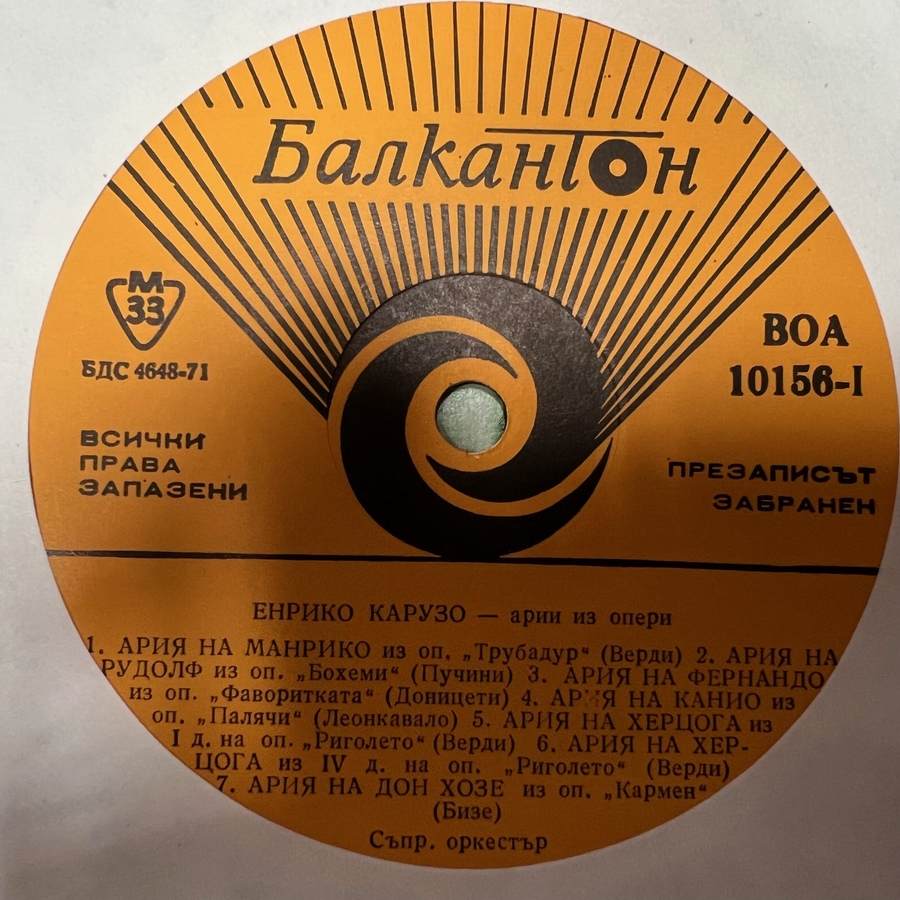 Балкантон
М
33
БДС 4648-71
ВОА
10156-I
ВСИЧКИ
ПРАВА
ЗАПАЗЕНИ
ПРЕЗАПИСЪТ
ЗАБРАНЕН
ЕНРИКО КАРУЗО — арии из опери
1. АРИЯ НА МАНРИКО из оп. „Трубадур“ (Верди) 2. АРИЯ НА
РУДОЛФ из оп. „Бохеми“ (Пучини) 3. АРИЯ НА ФЕРНАНДО
из оп. „Фаворитката“ (Доницети) 4. АРИЯ НА КАНИО из
оп. „Палячи“ (Леонкавало) 5. АРИЯ НА ХЕРЦОГА из
I д. на оп. „Риголето“ (Верди) 6. АРИЯ НА ХЕР-
ЦОГА из IV д. на оп. „Риголето“ (Верди)
7. АРИЯ НА ДОН ХОЗЕ из оп. „Кармен“
(Бизе)
Съпр. оркестър